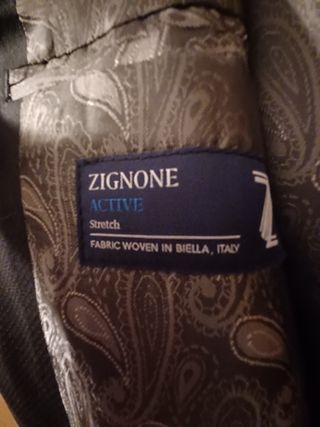 ZIGNONE
ACTIVE
Stretch
FABRIC WOVEN IN BIELLA, ITALY